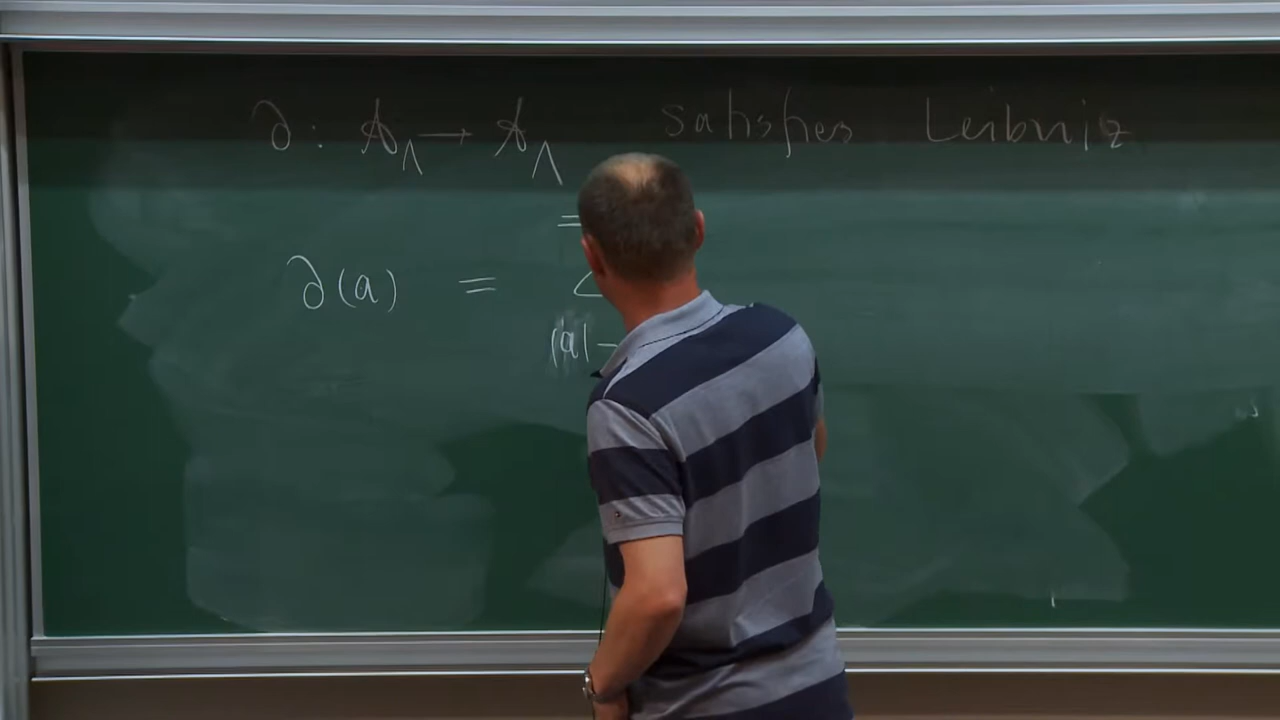 ∂ : 𝒜_Λ → 𝒜_Λ satisfies Leibniz
=
∂(a) =
|a| -